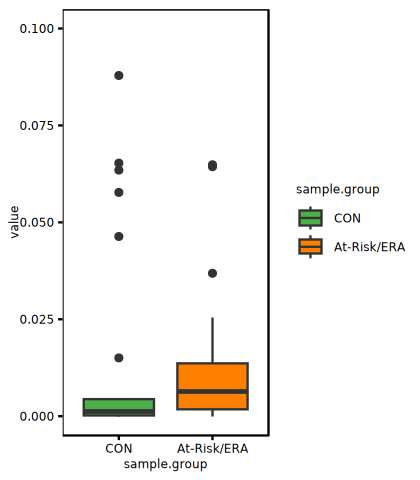 0.100
0.075
0.050
0.025
0.000
value
CON
At-Risk/ERA
sample.group
sample.group
CON
At-Risk/ERA